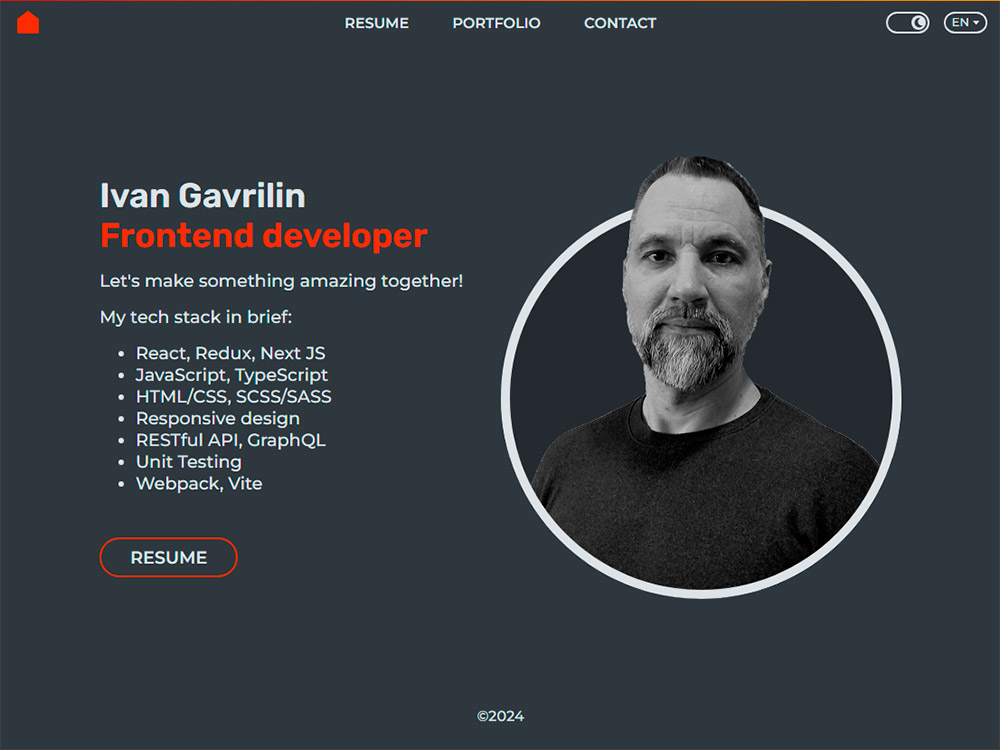 RESUME PORTFOLIO CONTACT EN
Ivan Gavrilin
Frontend developer
Let's make something amazing together!
My tech stack in brief:
• React, Redux, Next JS
• JavaScript, TypeScript
• HTML/CSS, SCSS/SASS
• Responsive design
• RESTful API, GraphQL
• Unit Testing
• Webpack, Vite
RESUME
©2024